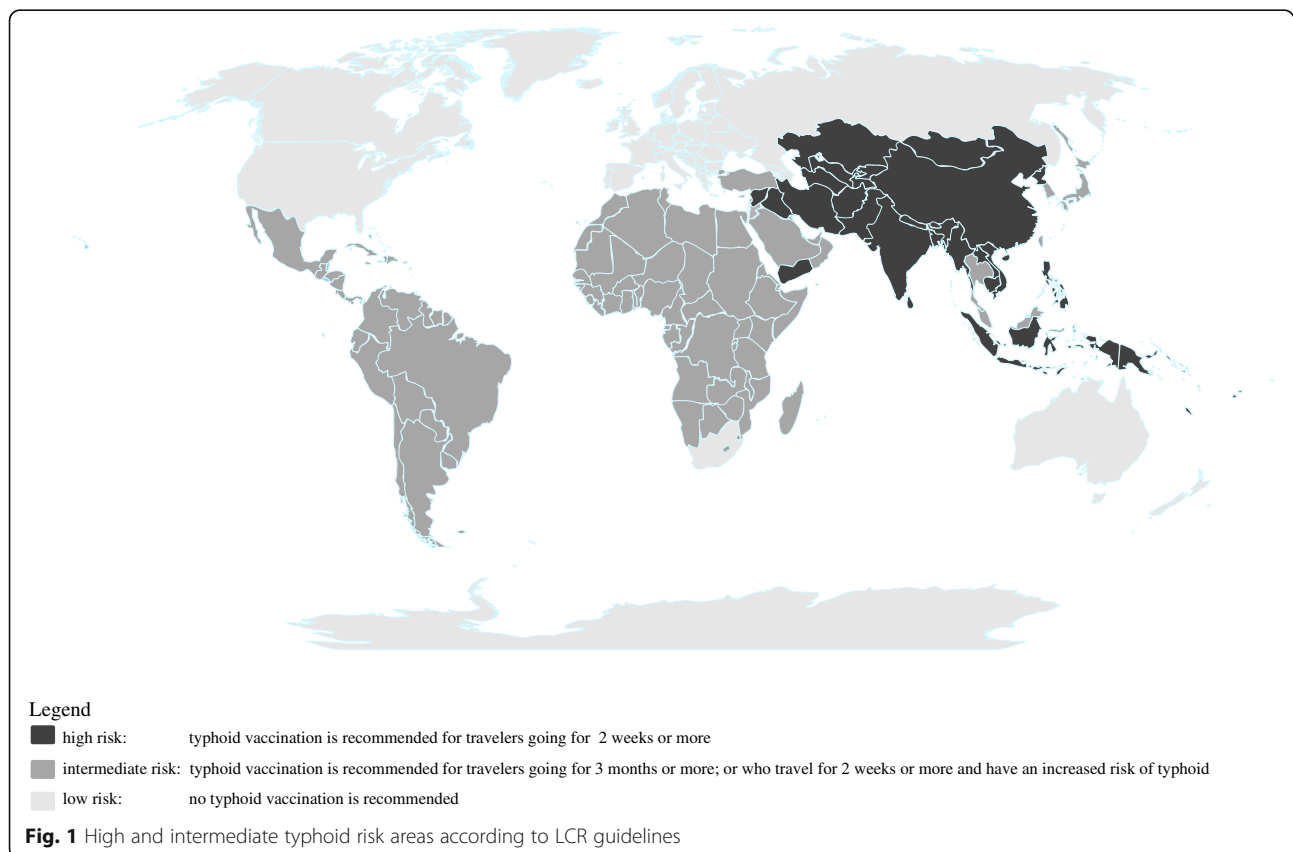 Legend
high risk: typhoid vaccination is recommended for travelers going for 2 weeks or more
intermediate risk: typhoid vaccination is recommended for travelers going for 3 months or more; or who travel for 2 weeks or more and have an increased risk of typhoid
low risk: no typhoid vaccination is recommended
Fig. 1 High and intermediate typhoid risk areas according to LCR guidelines